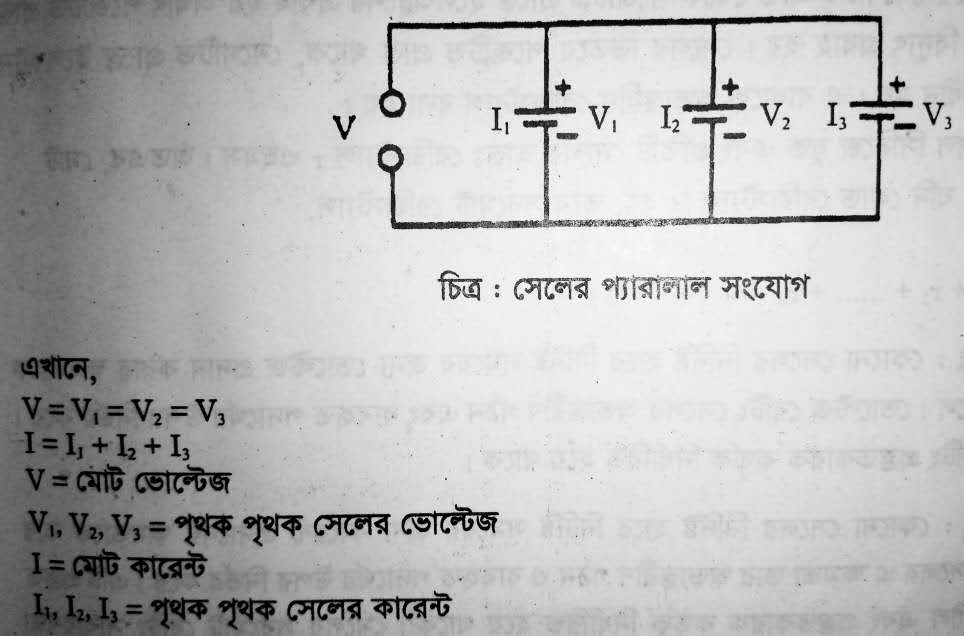 V
+
I₁
V₁
−
+
I₂
V₂
−
+
I₃
V₃
−
চিত্র : সেলের প্যারালাল সংযোগ
এখানে,
V = V₁ = V₂ = V₃
I = I₁ + I₂ + I₃
V = মোট ভোল্টেজ
V₁, V₂, V₃ = পৃথক পৃথক সেলের ভোল্টেজ
I = মোট কারেন্ট
I₁, I₂, I₃ = পৃথক পৃথক সেলের কারেন্ট